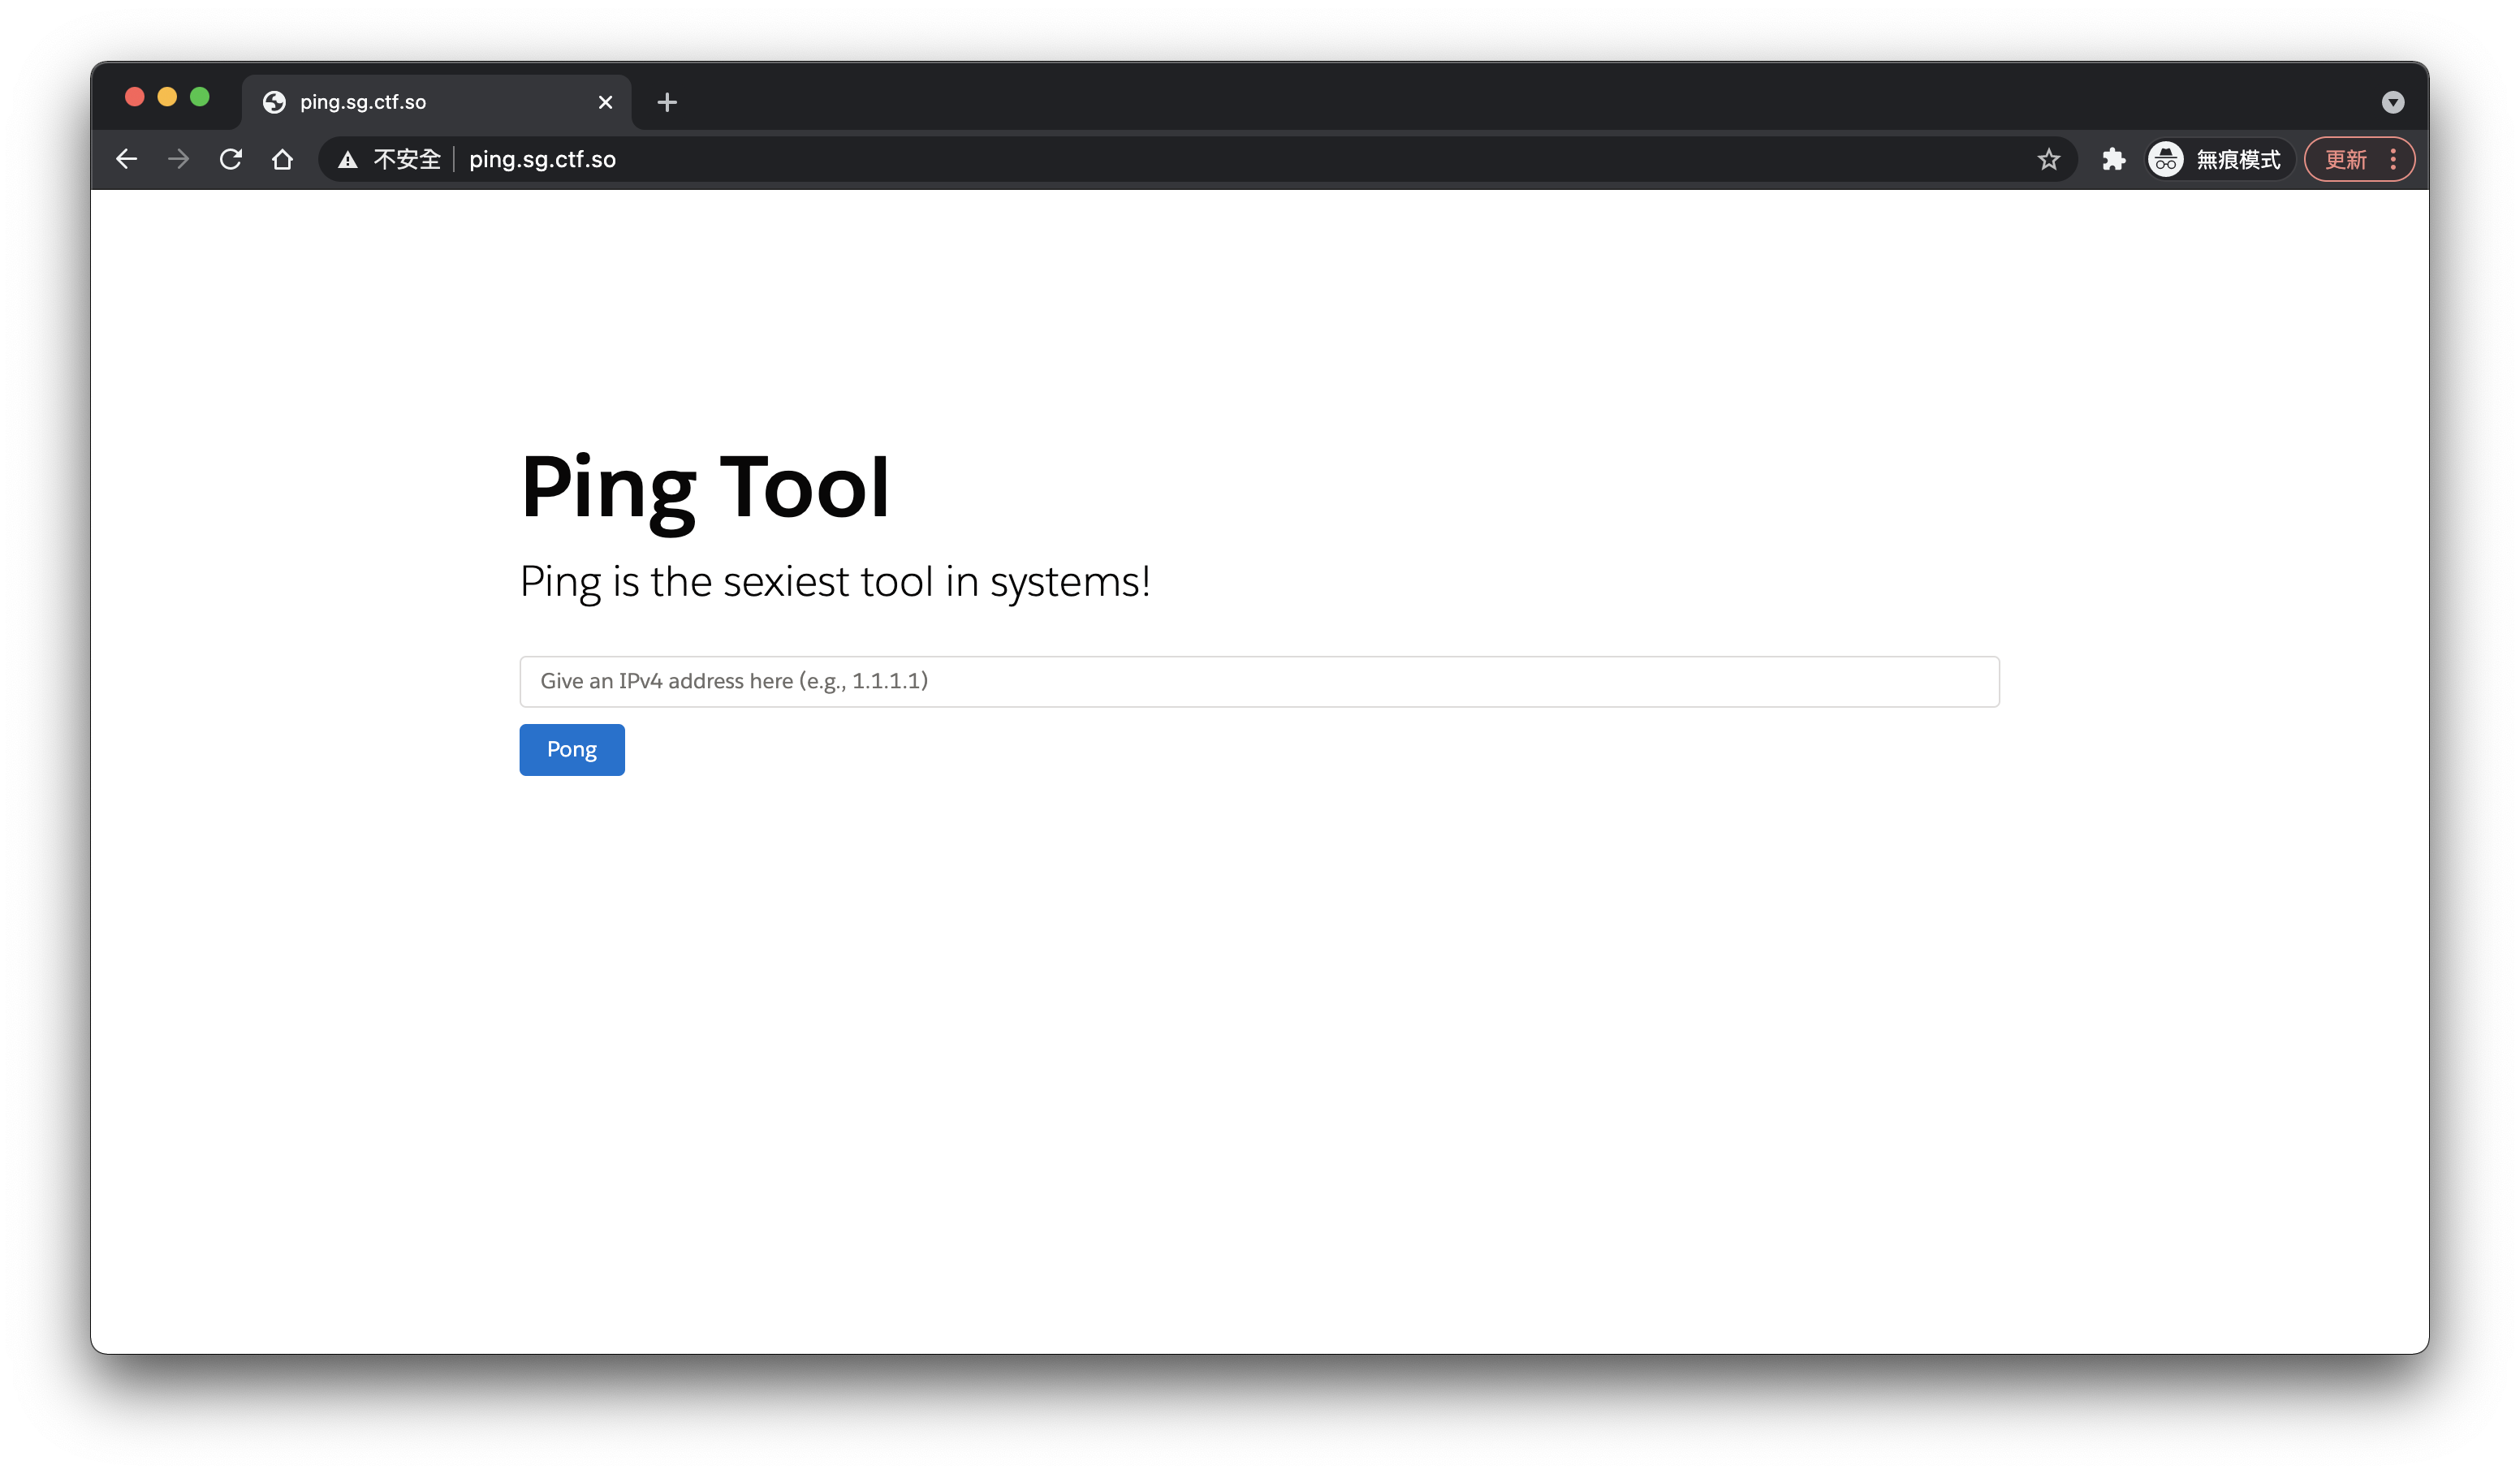 ping.sg.ctf.so
不安全 ping.sg.ctf.so 無痕模式 更新
Ping Tool
Ping is the sexiest tool in systems!
Give an IPv4 address here (e.g., 1.1.1.1)
Pong